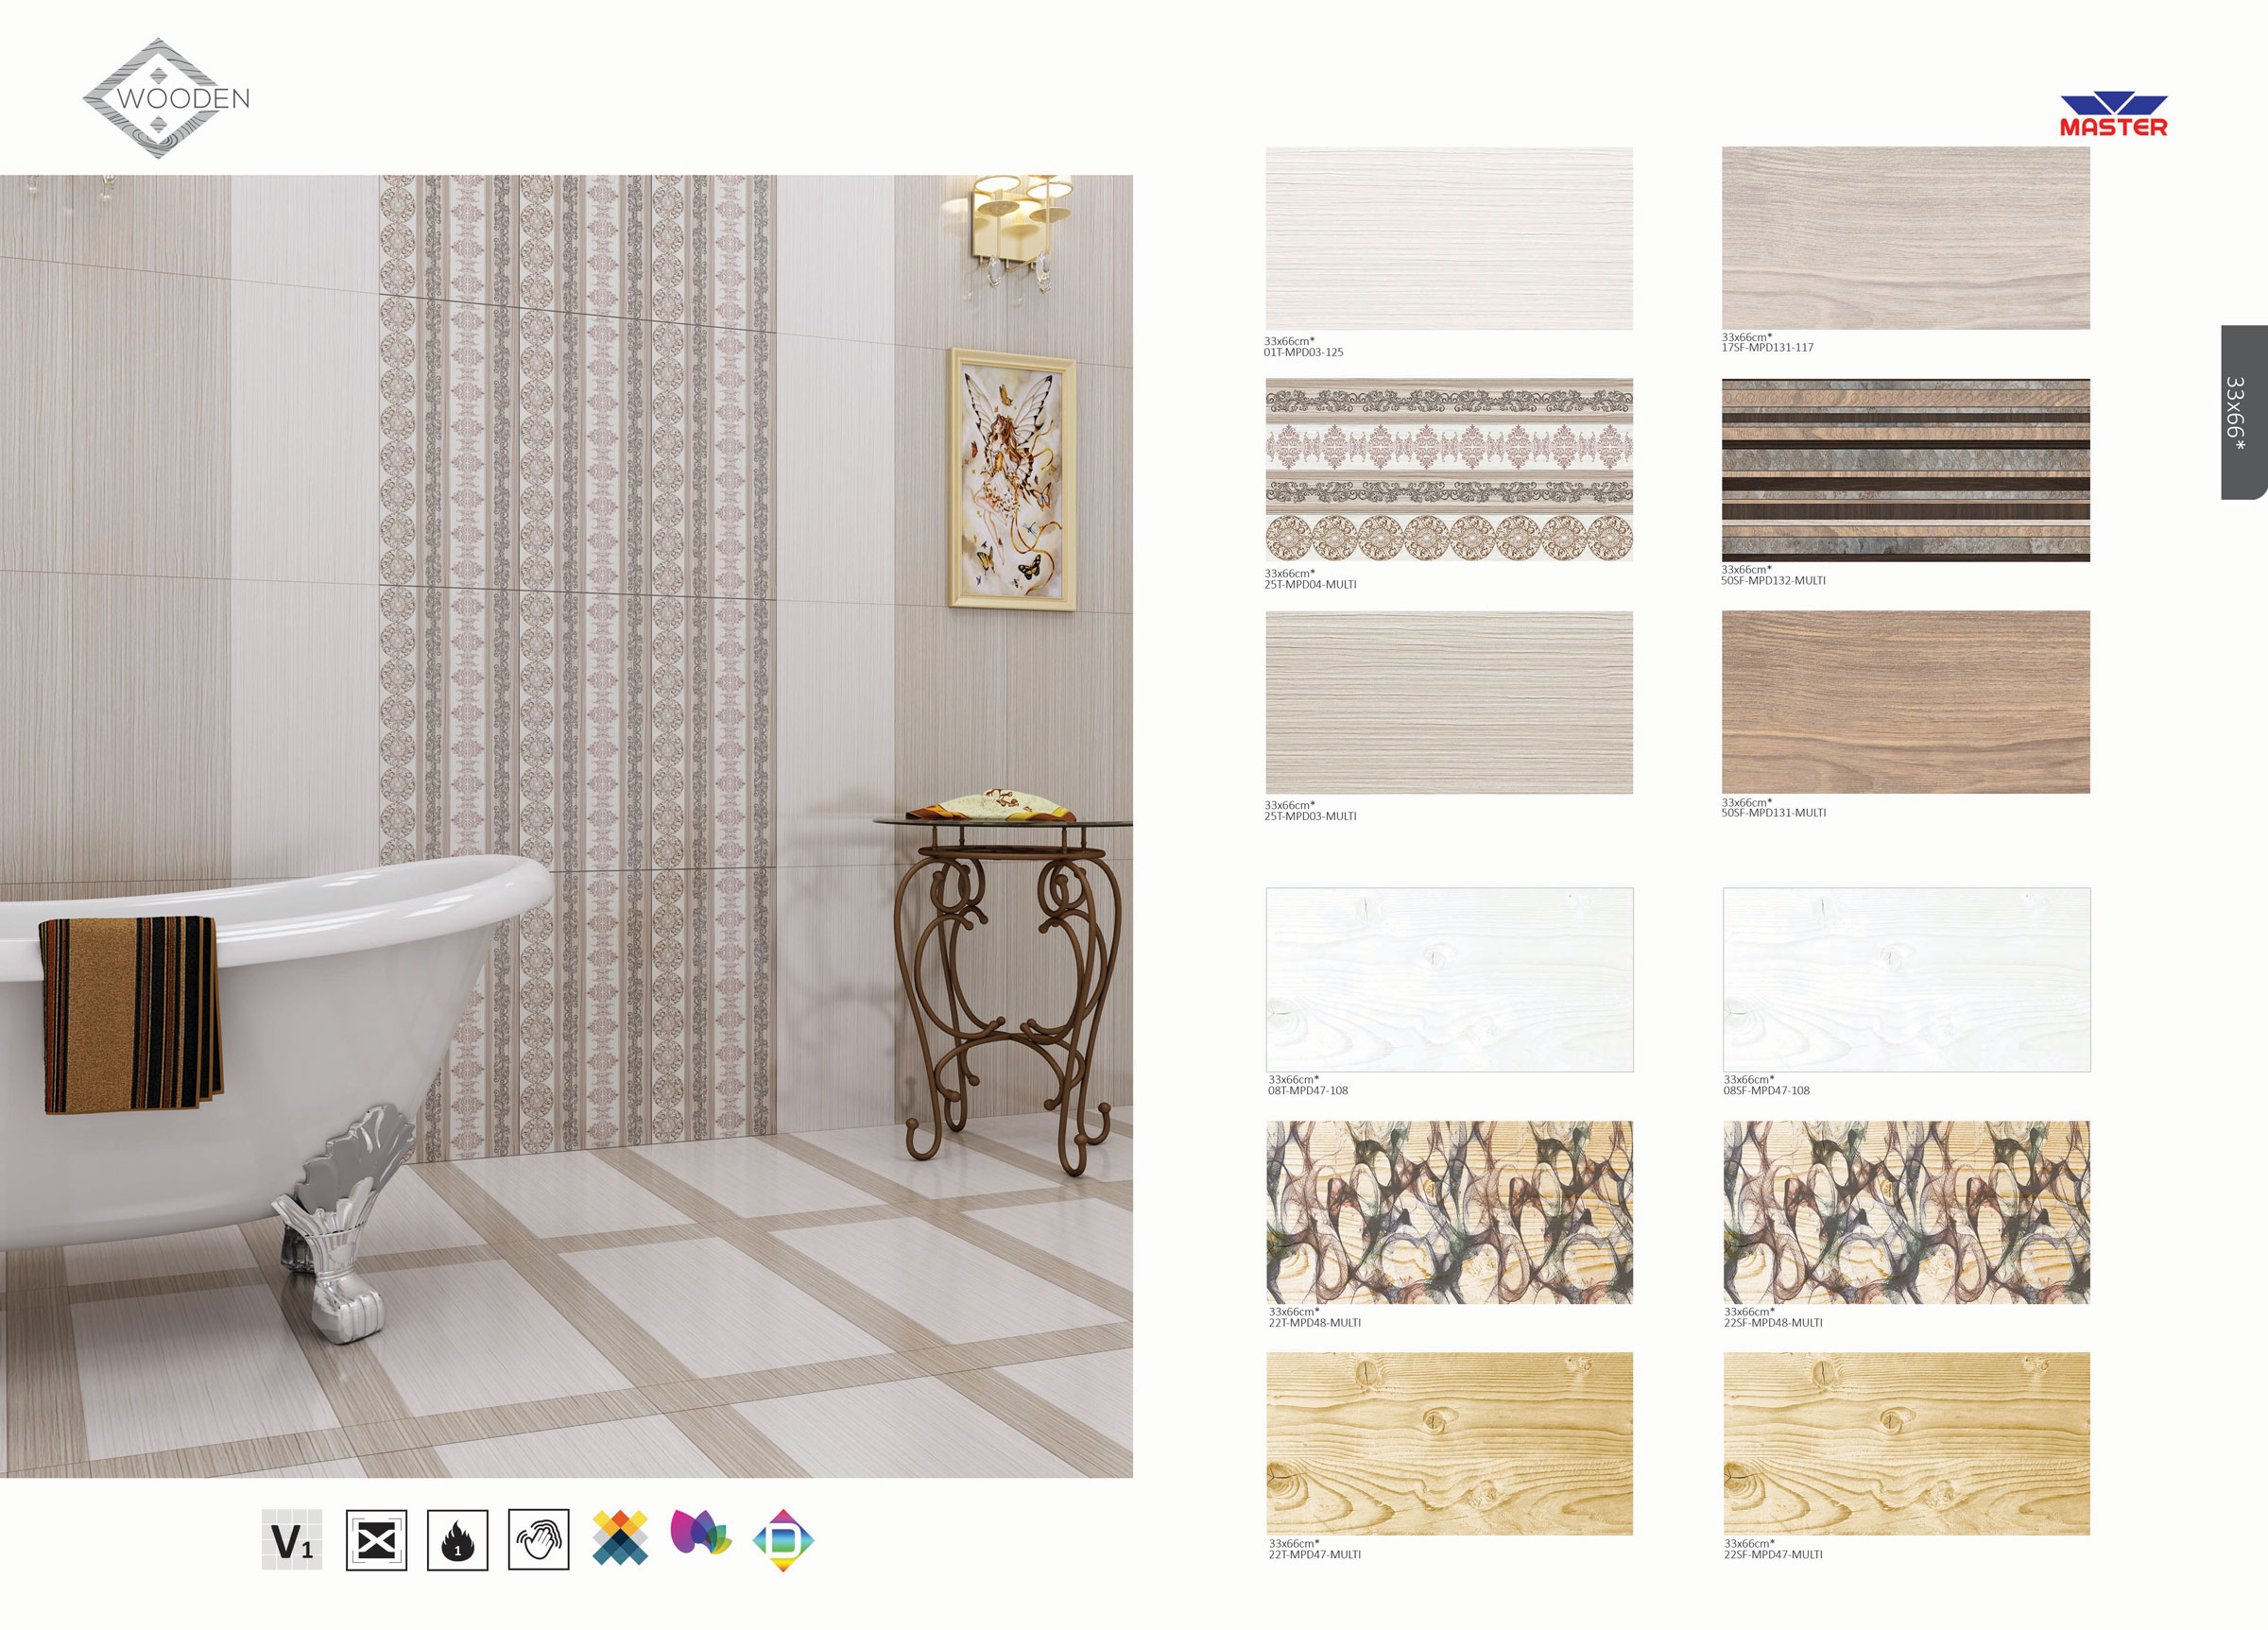 WOODEN
MASTER
33x66cm*
01T-MPD03-125
33x66cm*
17SF-MPD131-117
33x66*
33x66cm*
25T-MPD04-MULTI
33x66cm*
50SF-MPD132-MULTI
33x66cm*
25T-MPD03-MULTI
33x66cm*
50SF-MPD131-MULTI
33x66cm*
08T-MPD47-108
33x66cm*
08SF-MPD47-108
33x66cm*
22T-MPD48-MULTI
33x66cm*
22SF-MPD48-MULTI
33x66cm*
22T-MPD47-MULTI
33x66cm*
22SF-MPD47-MULTI
V1
1
D